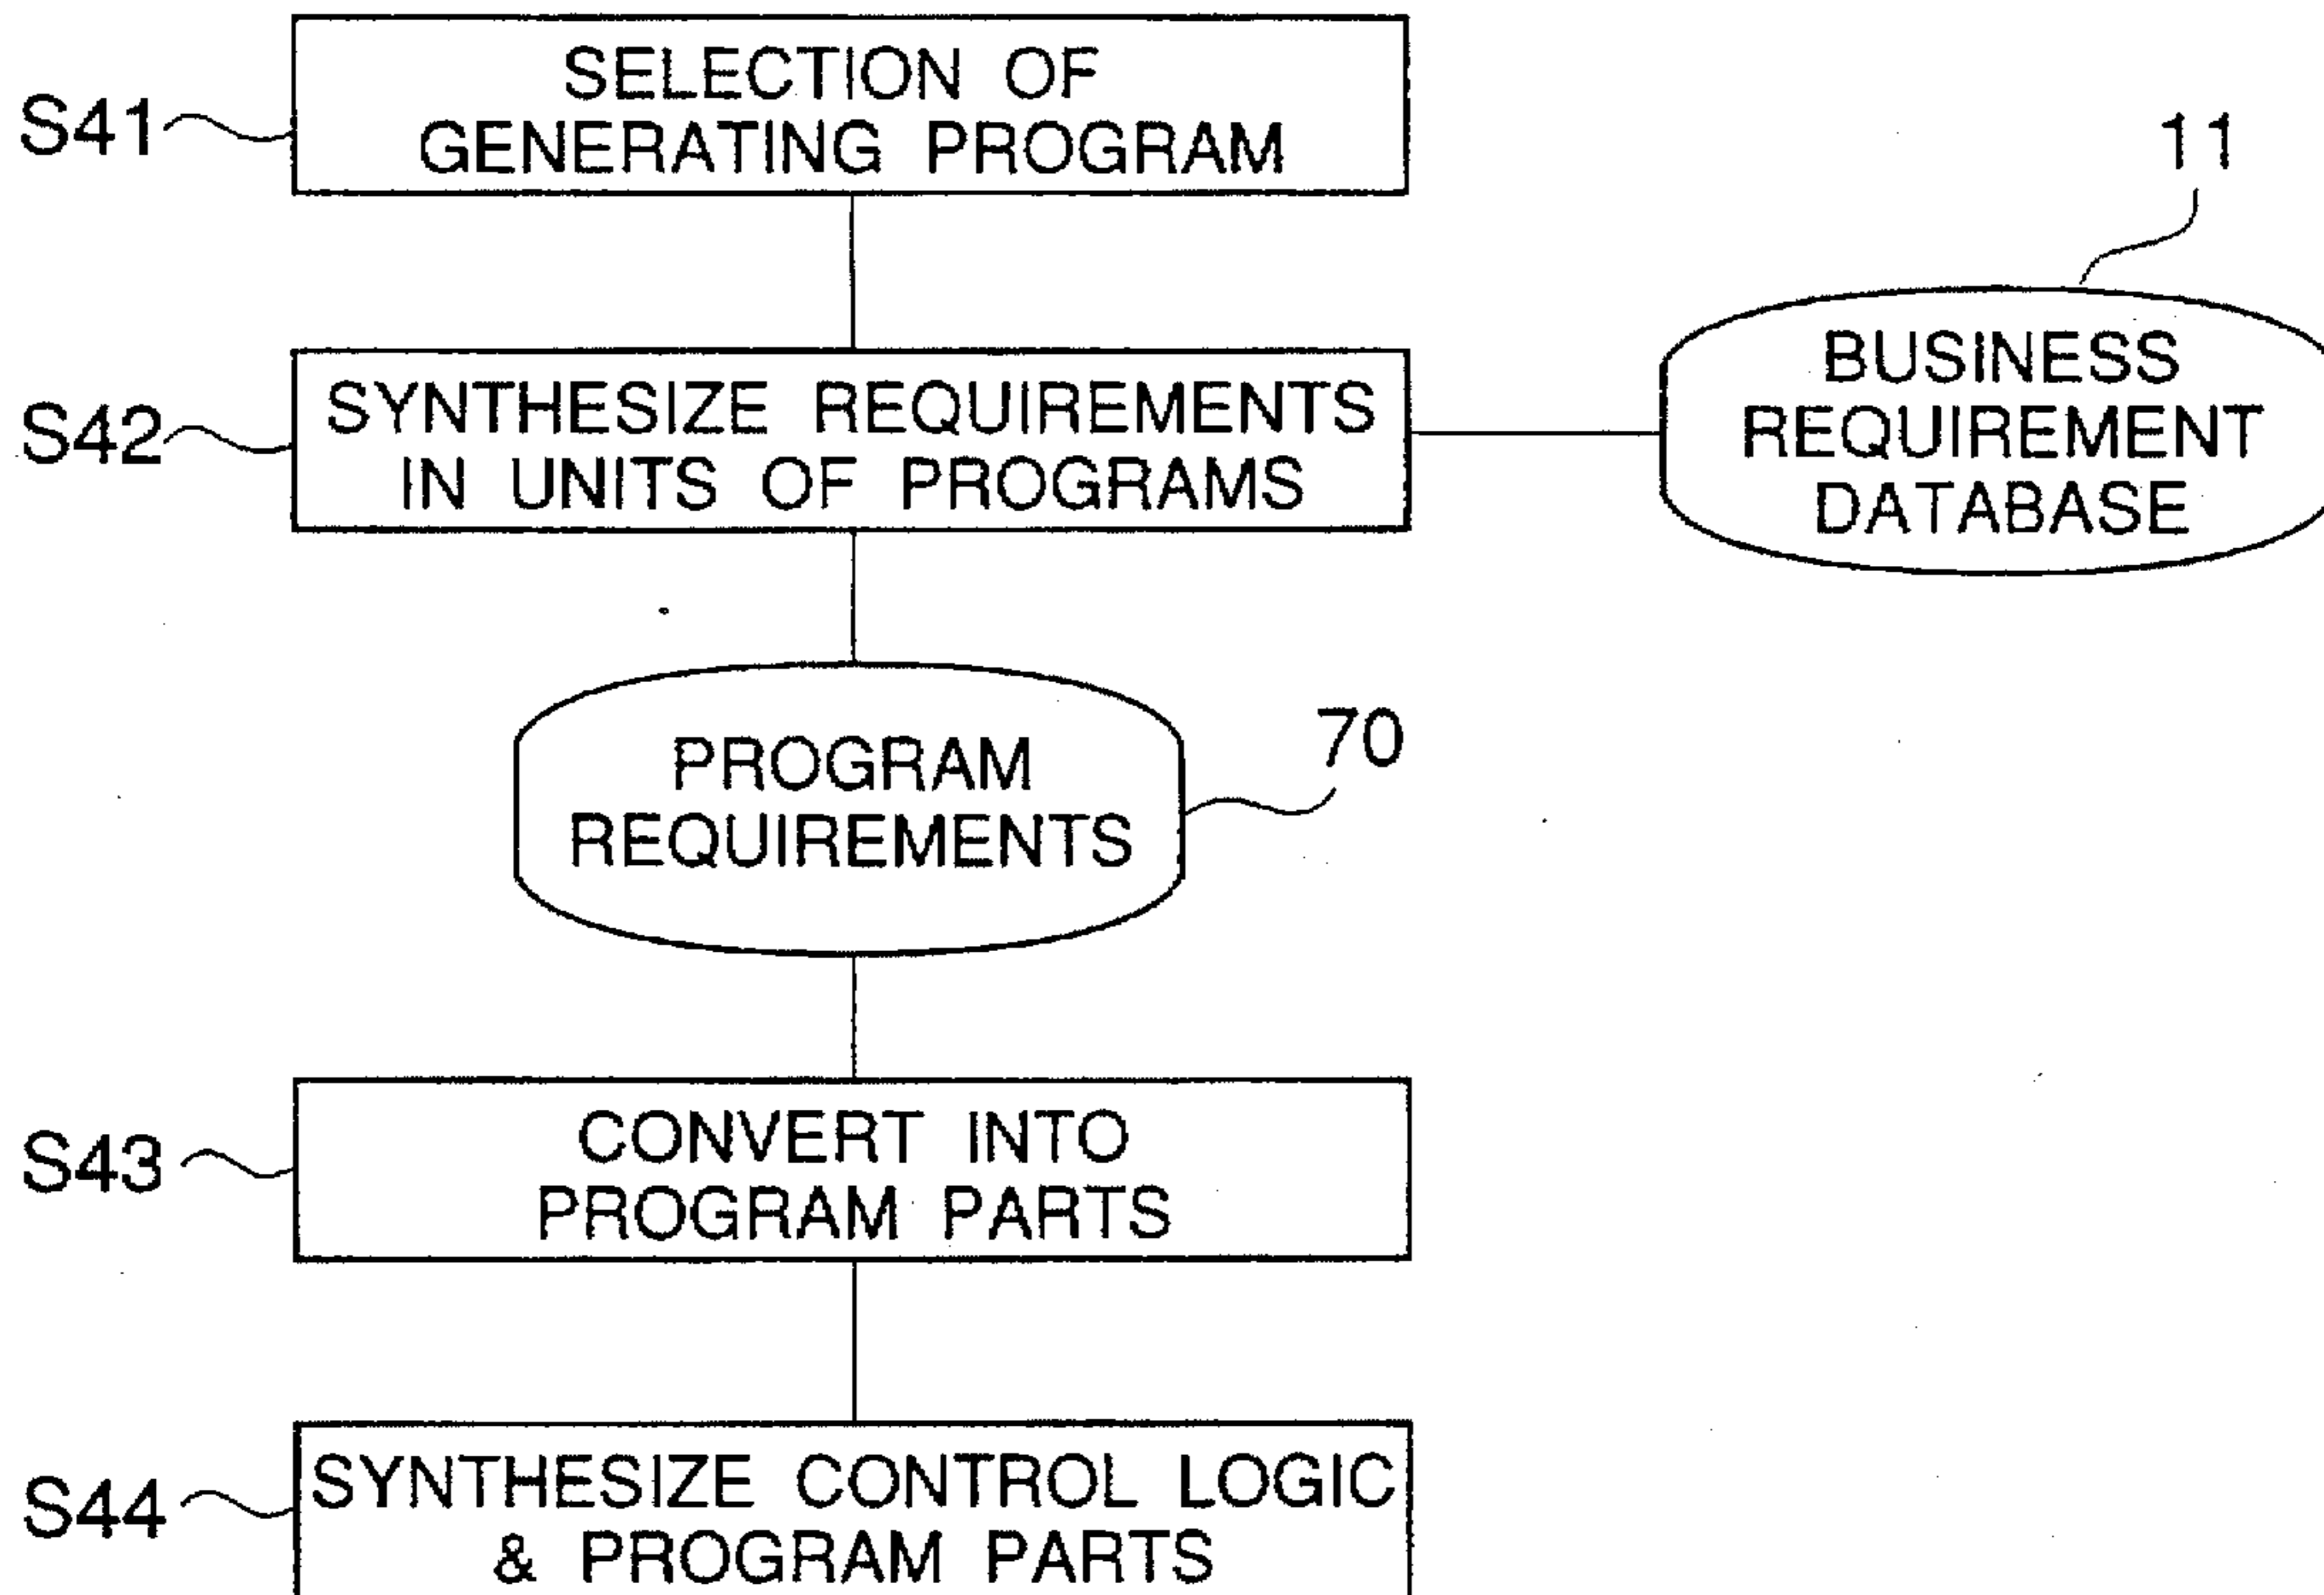 S41
SELECTION OF
GENERATING PROGRAM
11
S42
SYNTHESIZE REQUIREMENTS
IN UNITS OF PROGRAMS
BUSINESS
REQUIREMENT
DATABASE
PROGRAM
REQUIREMENTS
70
S43
CONVERT INTO
PROGRAM PARTS
S44
SYNTHESIZE CONTROL LOGIC
& PROGRAM PARTS